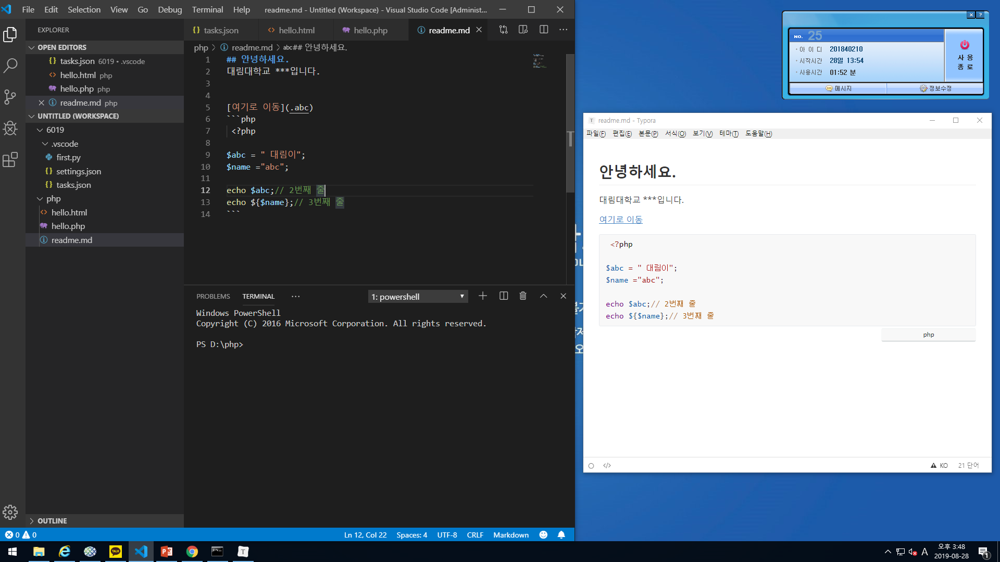 File Edit Selection View Go Debug Terminal Help readme.md - Untitled (Workspace) - Visual Studio Code [Administ...
EXPLORER
OPEN EDITORS
tasks.json 6019 • .vscode
hello.html php
hello.php php
readme.md php
UNTITLED (WORKSPACE)
6019
.vscode
first.py
settings.json
tasks.json
php
hello.html
hello.php
readme.md
OUTLINE
tasks.json hello.html hello.php readme.md
php > readme.md > abc## 안녕하세요.
1 ## 안녕하세요.
2 대림대학교 ***입니다.
3
4
5 [여기로 이동](.abc)
6 ```php
7 <?php
8
9 $abc = " 대림이";
10 $name ="abc";
11
12 echo $abc;// 2번째 줄
13 echo ${$name};// 3번째 줄
14 ```
PROBLEMS TERMINAL ... 1: powershell
Windows PowerShell
Copyright (C) 2016 Microsoft Corporation. All rights reserved.
PS D:\php>
0 0 Ln 12, Col 22 Spaces: 4 UTF-8 CRLF Markdown
NO. 25
아 이 디 201840210
시작시간 28일 13:54
사용시간 01:52 분
사 용
종 료
메시지 정보수정
readme.md - Typora
파일(F) 편집(E) 본문(P) 서식(O) 보기(V) 테마(T) 도움말(H)
안녕하세요.
대림대학교 ***입니다.
여기로 이동
<?php
$abc = " 대림이";
$name ="abc";
echo $abc;// 2번째 줄
echo ${$name};// 3번째 줄
php
KO 21 단어
TALK
A
오후 3:48
2019-08-28
1